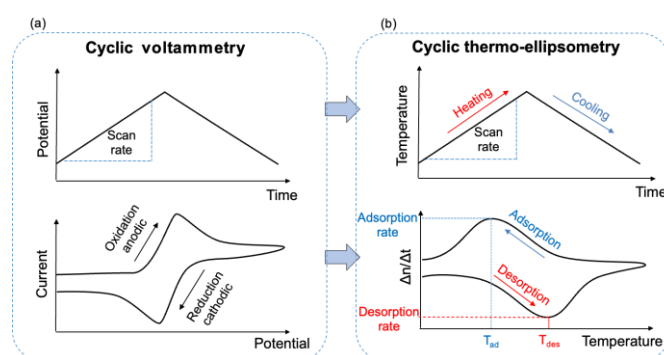 (a)
Cyclic voltammetry
Potential
Scan
rate
Time
Current
Oxidation
anodic
Reduction
cathodic
Potential
(b)
Cyclic thermo-ellipsometry
Temperature
Heating
Cooling
Scan
rate
Time
Adsorption
rate
Δn/Δt
Adsorption
Desorption
Desorption
rate
Tad
Tdes
Temperature